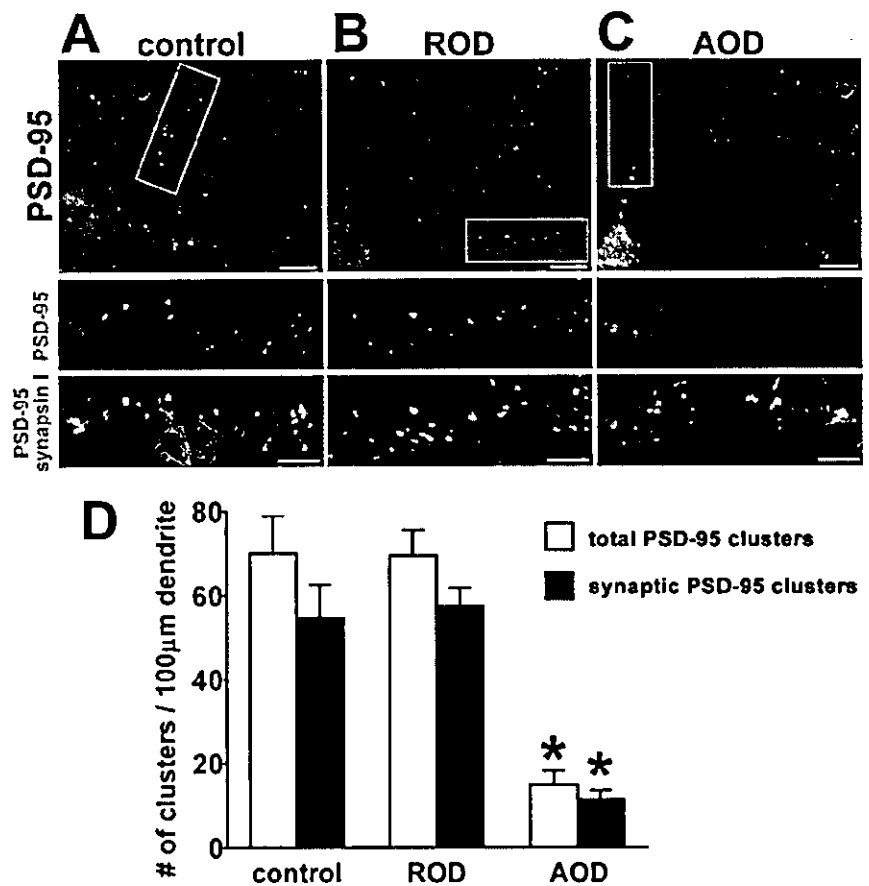 A control B ROD C AOD
PSD-95
PSD-95
PSD-95
synapsin I
D
# of clusters / 100μm dendrite
80
60
40
20
0
total PSD-95 clusters
synaptic PSD-95 clusters
* *
control ROD AOD